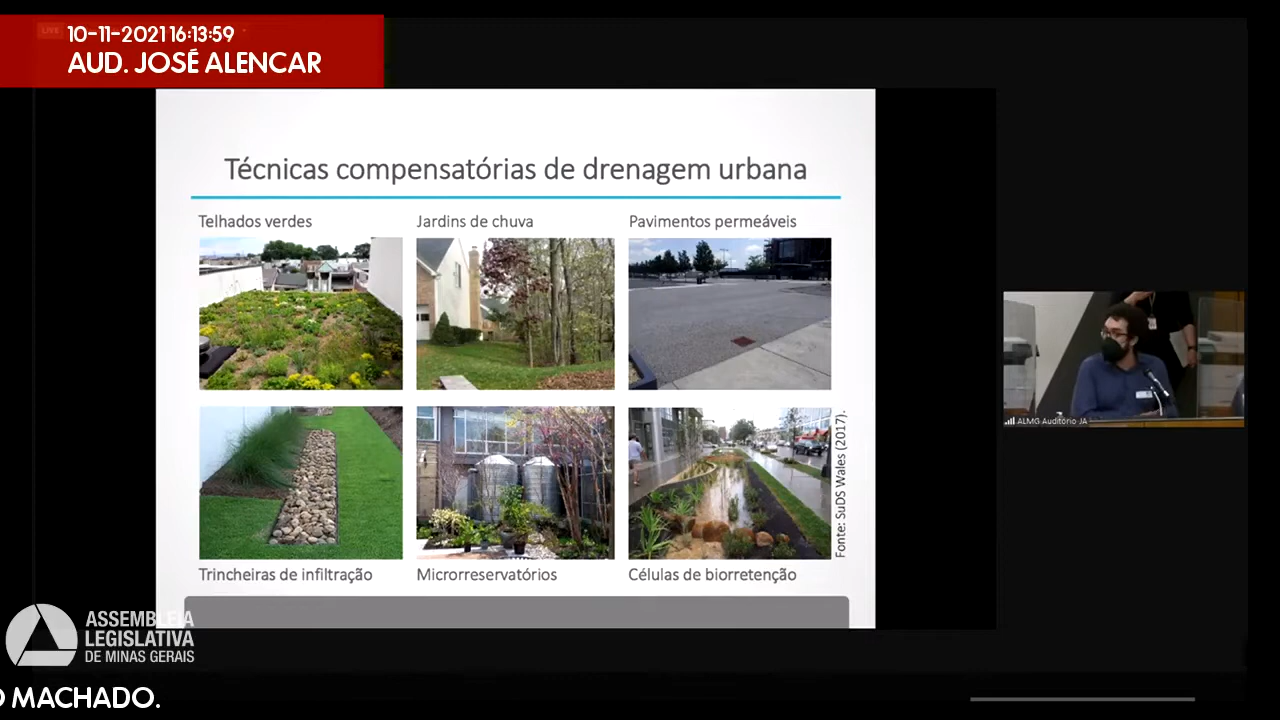 LIVE
10-11-2021 16:13:59
AUD. JOSÉ ALENCAR
Técnicas compensatórias de drenagem urbana
Telhados verdes
Jardins de chuva
Pavimentos permeáveis
Trincheiras de infiltração
Microrreservatórios
Células de biorretenção
Fonte: SuDS Wales (2017).
ALMG Auditório JA
ASSEMBLEIA
LEGISLATIVA
DE MINAS GERAIS
O MACHADO.